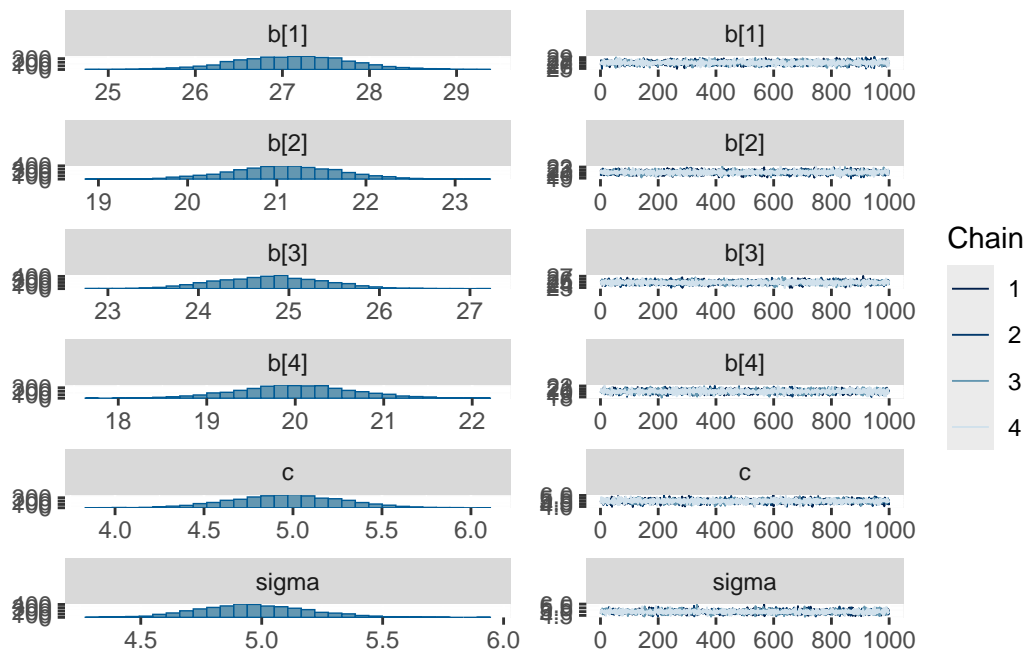 b[1] b[1]
25 26 27 28 29 0 200 400 600 800 1000
b[2] b[2]
19 20 21 22 23 0 200 400 600 800 1000
b[3] b[3]
23 24 25 26 27 0 200 400 600 800 1000
b[4] b[4]
18 19 20 21 22 0 200 400 600 800 1000
c c
4.0 4.5 5.0 5.5 6.0 0 200 400 600 800 1000
sigma sigma
4.5 5.0 5.5 6.0 0 200 400 600 800 1000
Chain
1
2
3
4